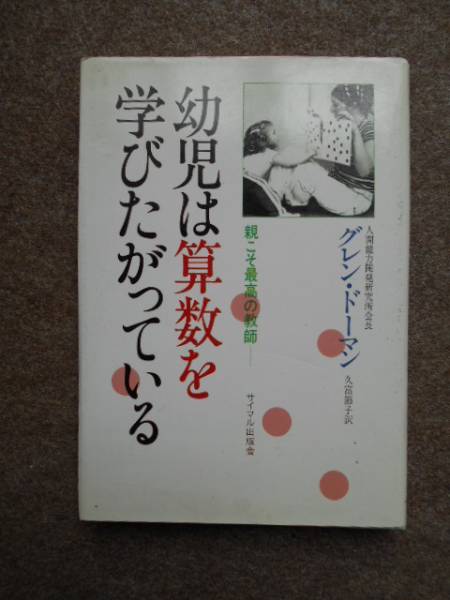 人間能力開発研究所会長
グレン・ドーマン
久富節子訳
親こそ最高の教師──
サイマル出版会
幼児は算数を
学びたがっている